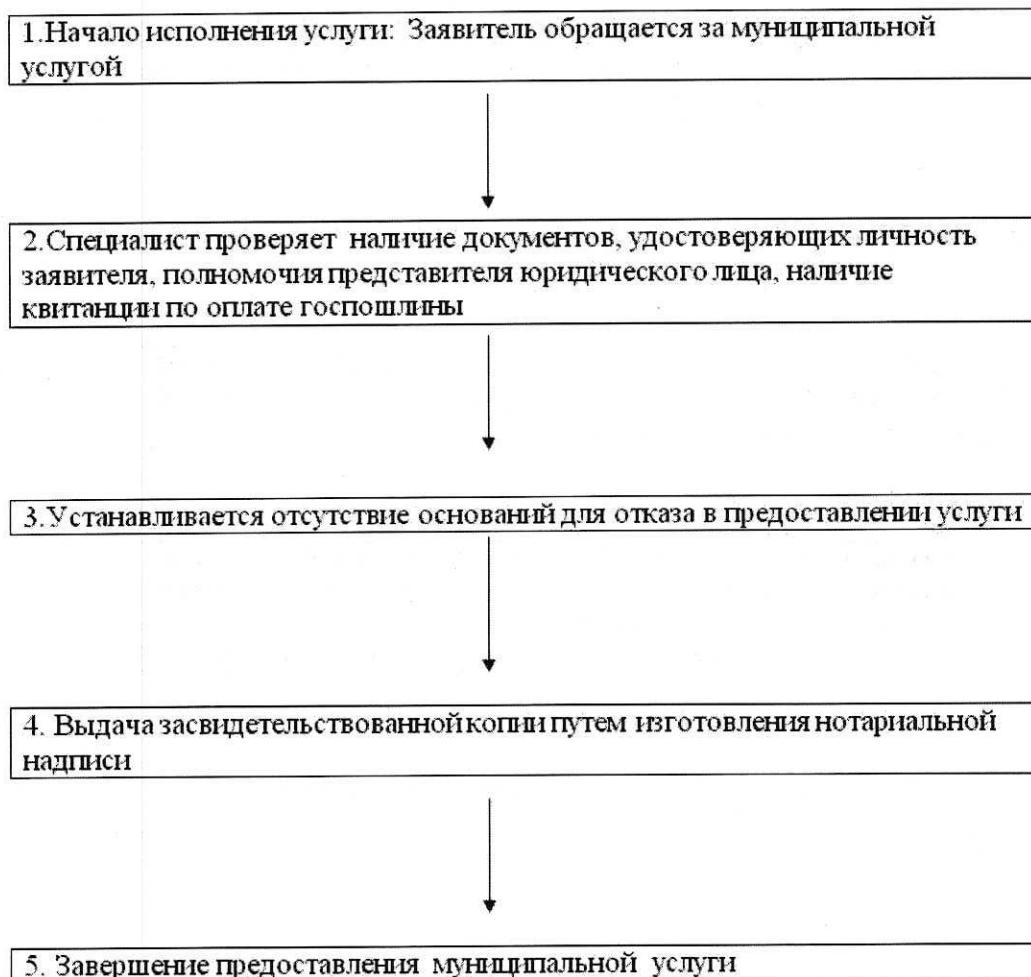 1.Начало исполнения услуги: Заявитель обращается за муниципальной
услугой
2.Специалист проверяет наличие документов, удостоверяющих личность
заявителя, полномочия представителя юридического лица, наличие
квитанции по оплате госпошлины
3.Устанавливается отсутствие оснований для отказа в предоставлении услуги
4. Выдача засвидетельствованной копии путем изготовления нотариальной
надписи
5. Завершение предоставления муниципальной услуги